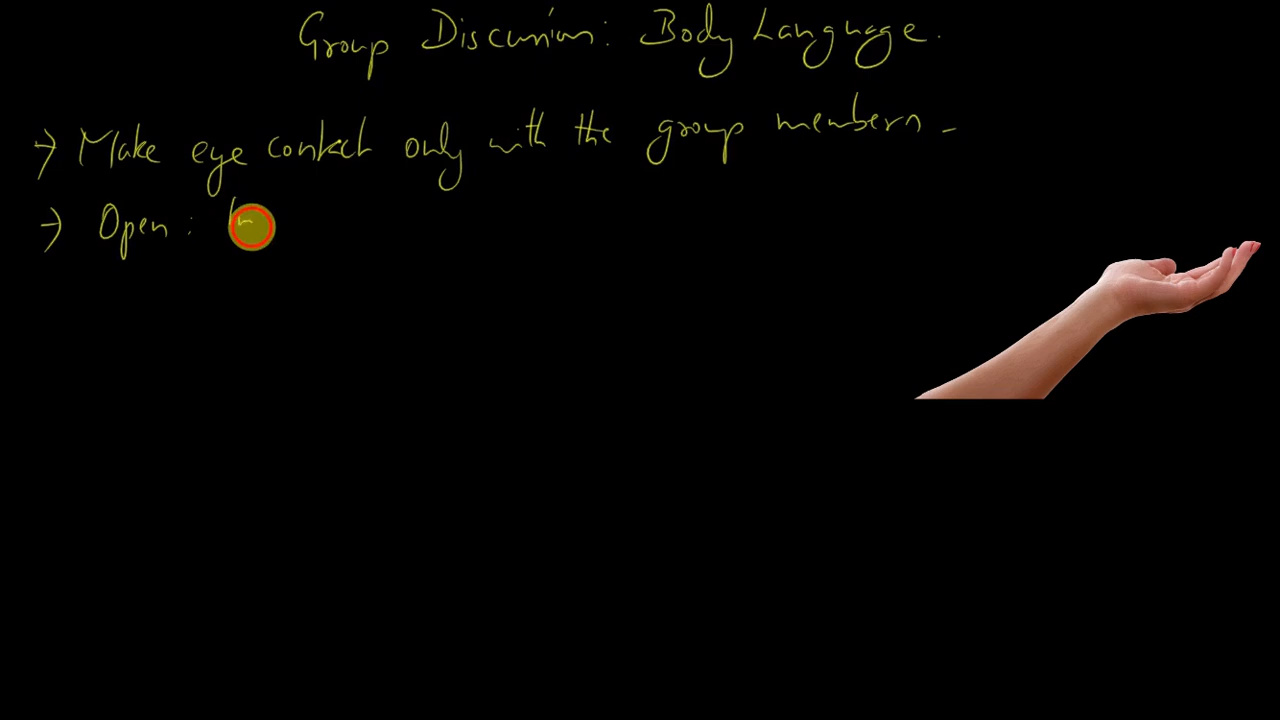 Group Discussion: Body Language.
→ Make eye contact only with the group members -
→ Open :